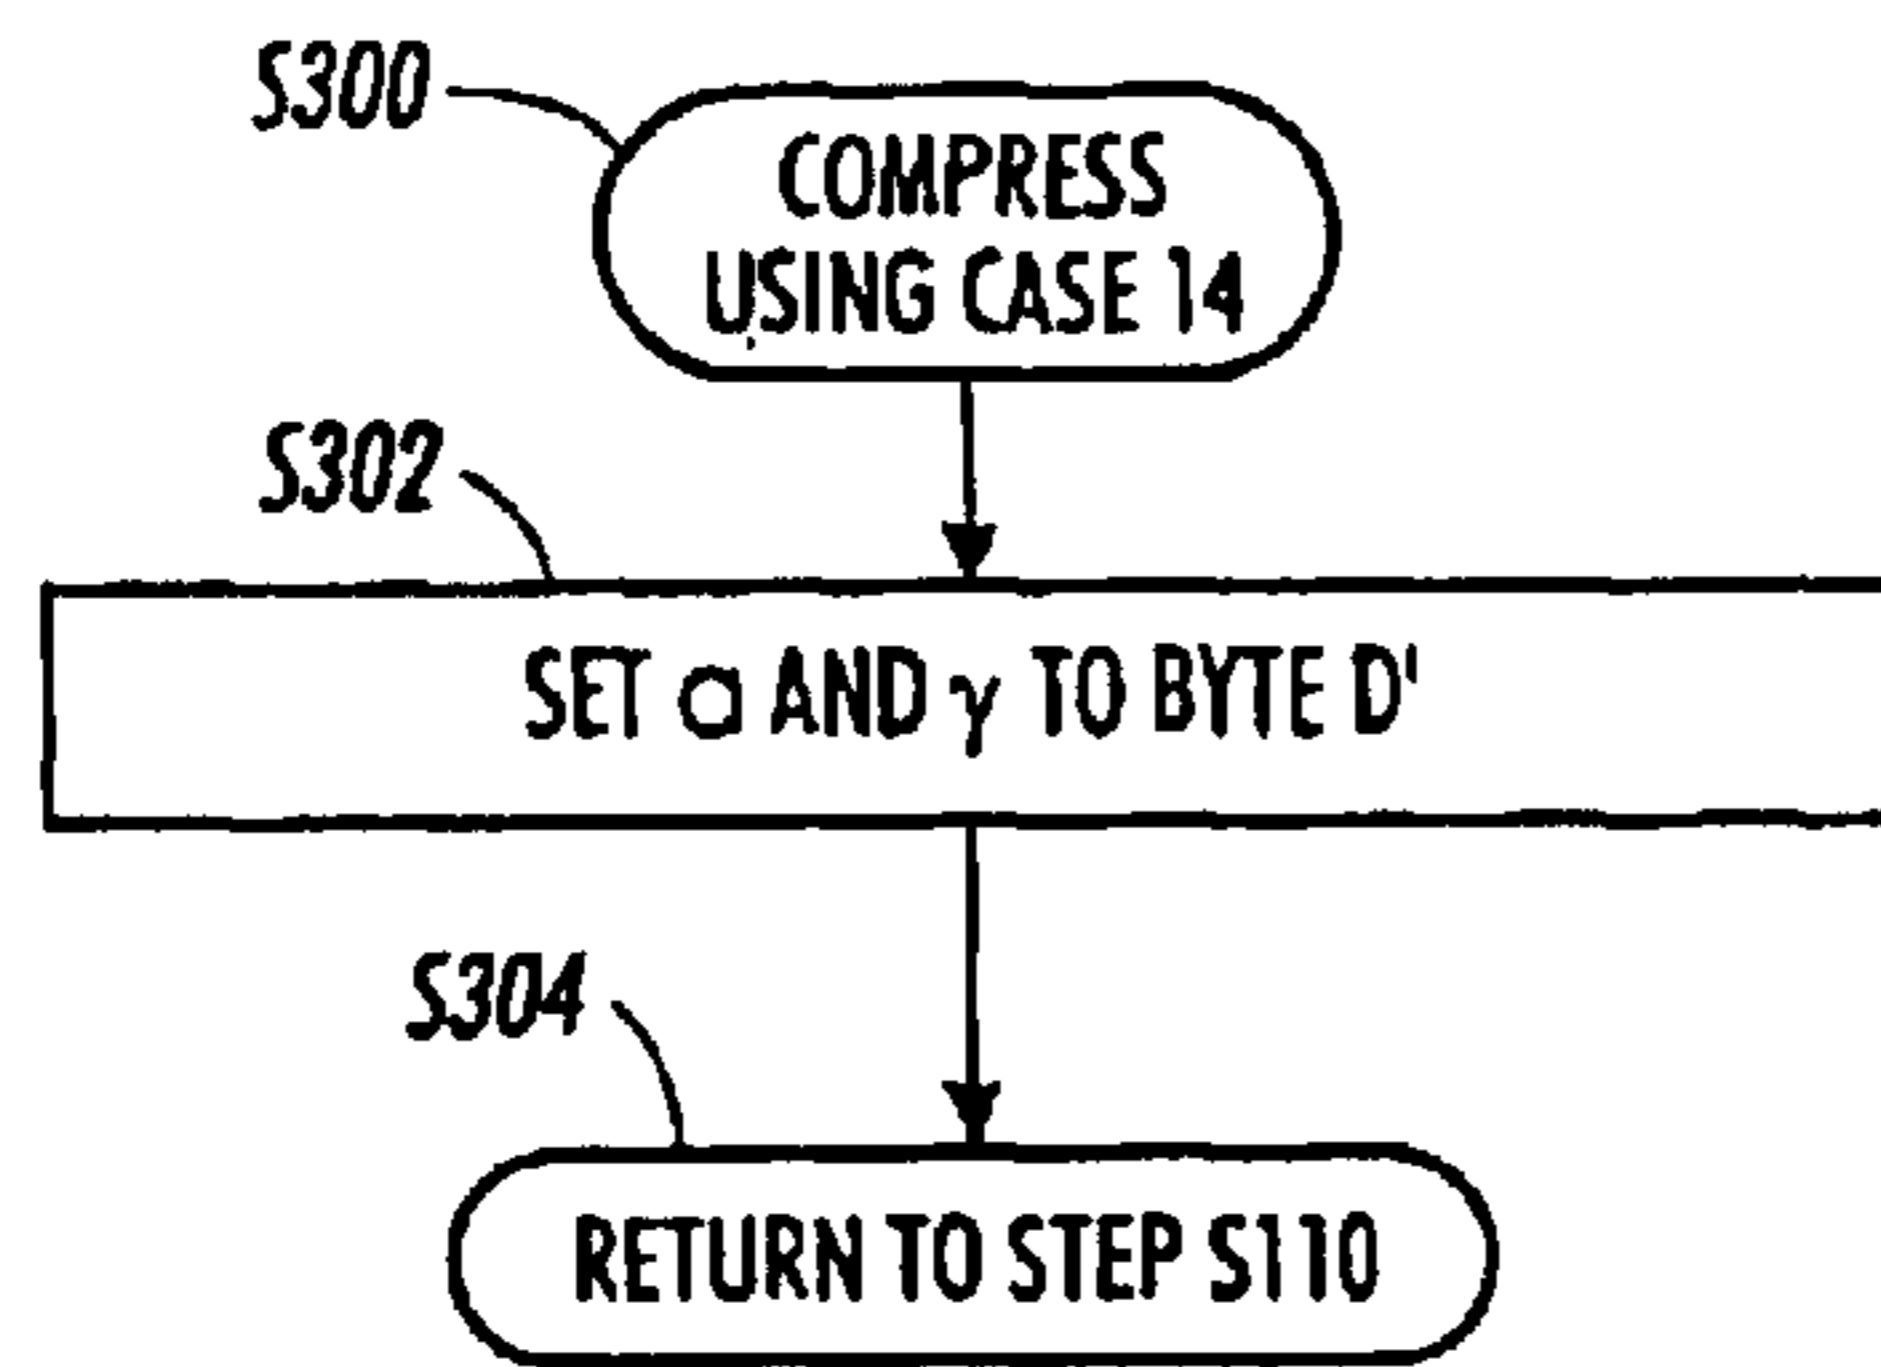 S300
COMPRESS
USING CASE 14
S302
SET α AND γ TO BYTE D'
S304
RETURN TO STEP S110